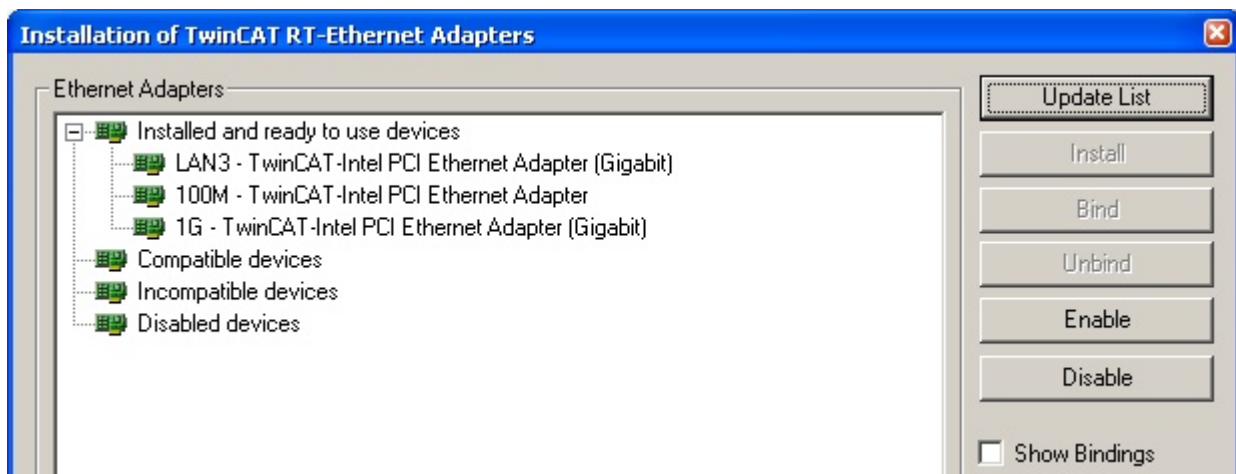 Installation of TwinCAT RT-Ethernet Adapters
Ethernet Adapters
Installed and ready to use devices
LAN3 - TwinCAT-Intel PCI Ethernet Adapter (Gigabit)
100M - TwinCAT-Intel PCI Ethernet Adapter
1G - TwinCAT-Intel PCI Ethernet Adapter (Gigabit)
Compatible devices
Incompatible devices
Disabled devices
Update List
Install
Bind
Unbind
Enable
Disable
Show Bindings